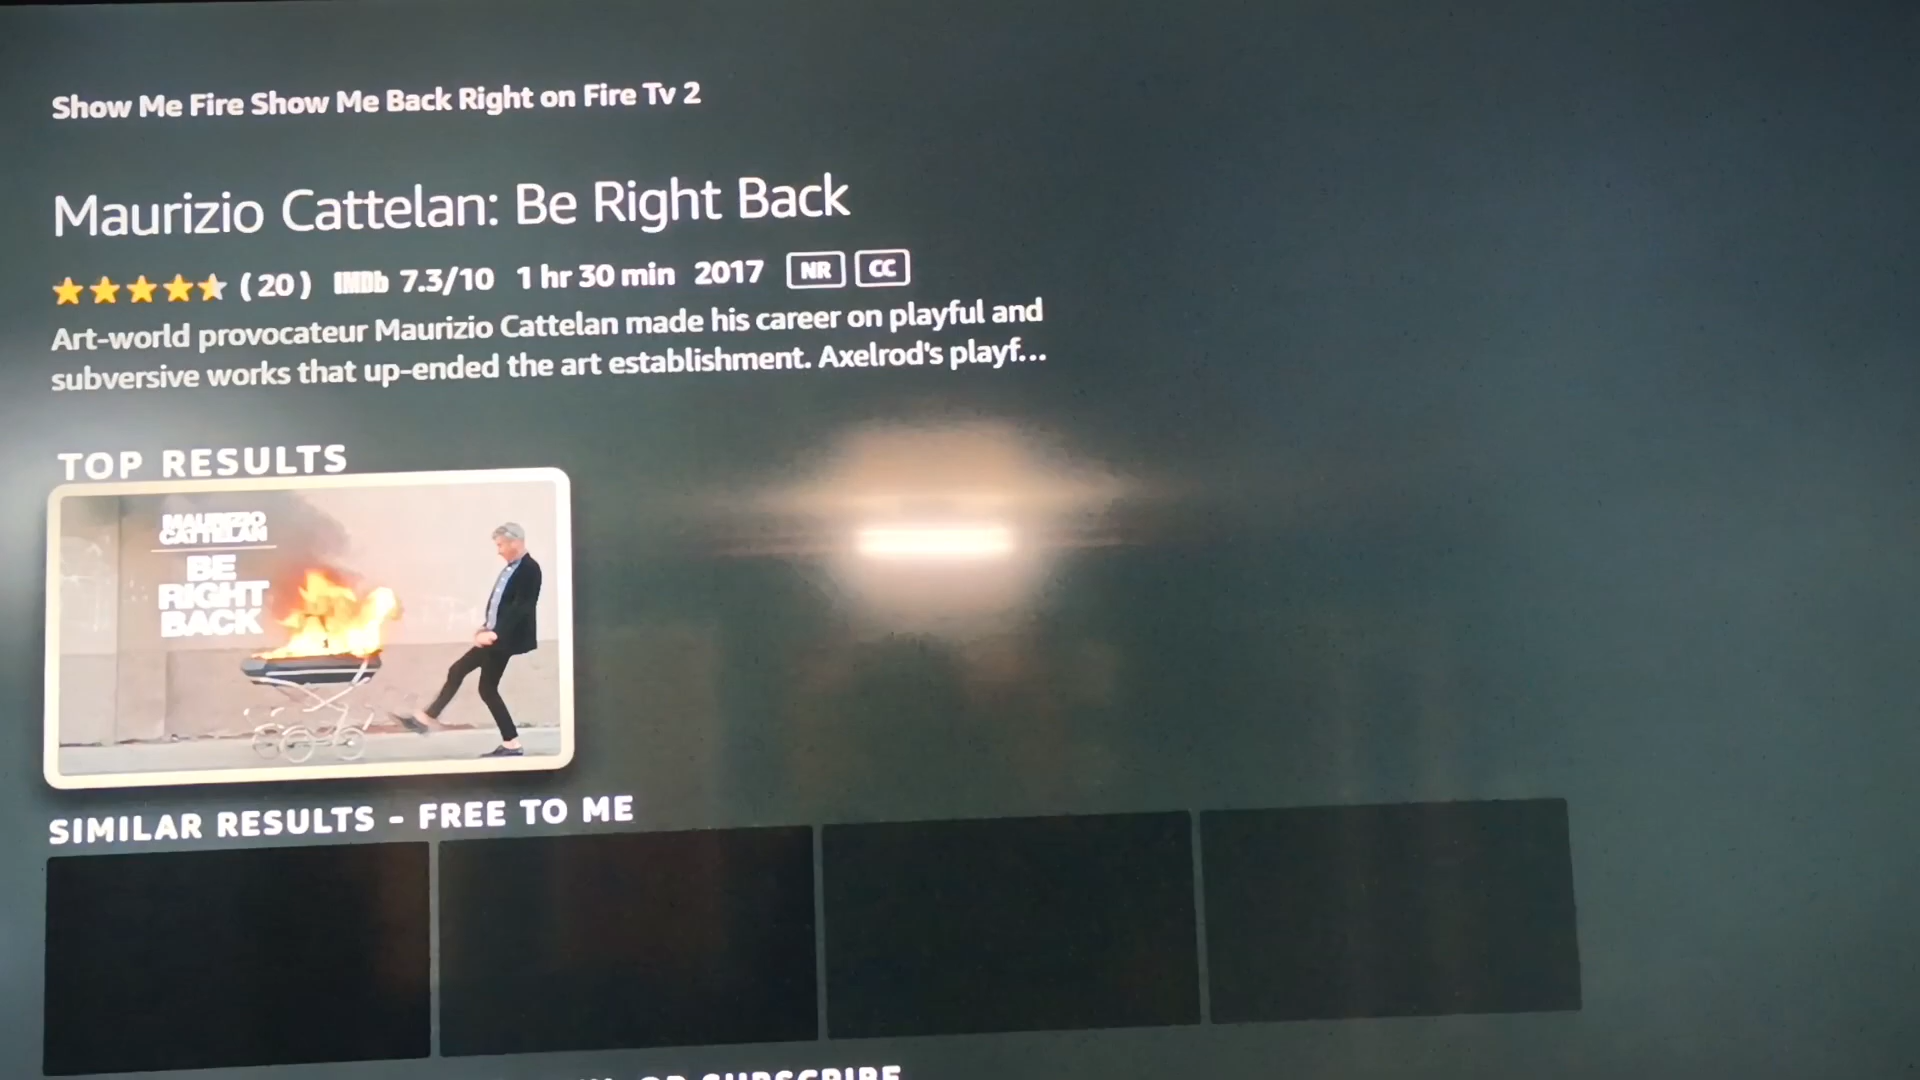 Show Me Fire Show Me Back Right on Fire Tv 2
Maurizio Cattelan: Be Right Back
(20) IMDb 7.3/10 1 hr 30 min 2017 NR CC
Art-world provocateur Maurizio Cattelan made his career on playful and
subversive works that up-ended the art establishment. Axelrod's playf...
TOP RESULTS
MAURIZIO
CATTELAN
BE
RIGHT
BACK
SIMILAR RESULTS - FREE TO ME
OR SUBSCRIBE